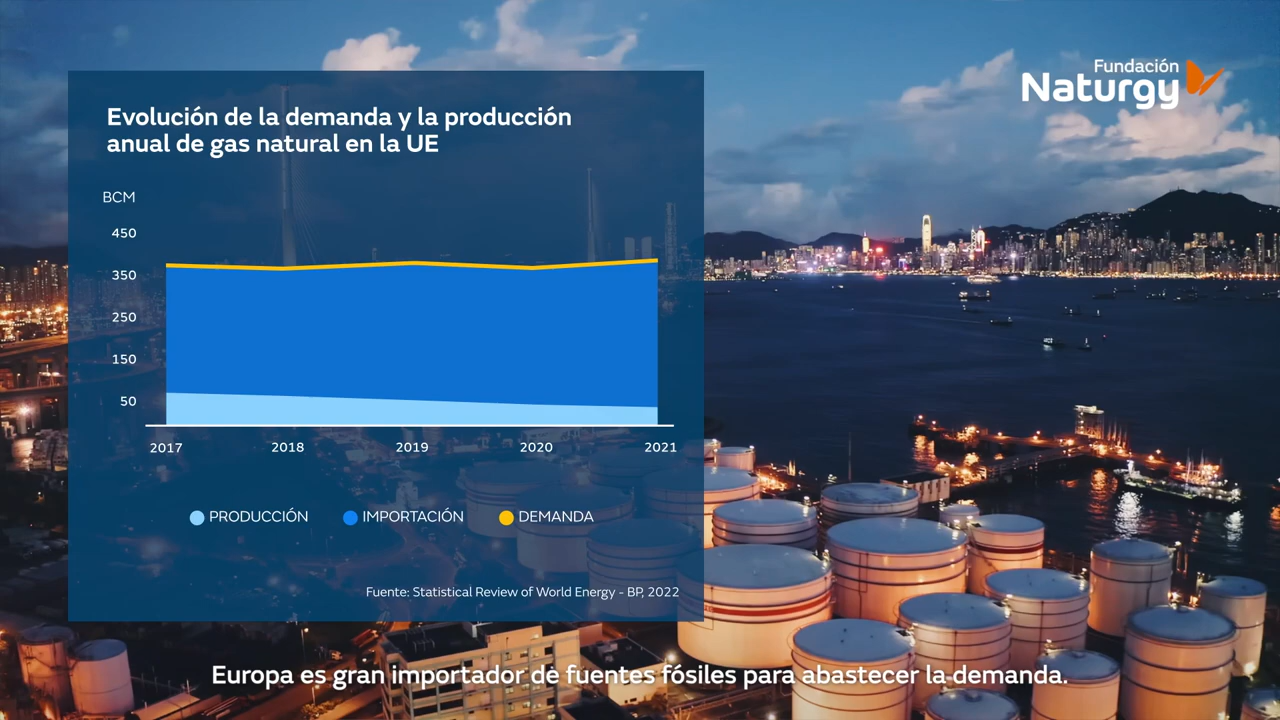 Fundación
Naturgy
Evolución de la demanda y la producción
anual de gas natural en la UE
BCM
450
350
250
150
50
2017 2018 2019 2020 2021
PRODUCCIÓN IMPORTACIÓN DEMANDA
Fuente: Statistical Review of World Energy - BP, 2022
Europa es gran importador de fuentes fósiles para abastecer la demanda.